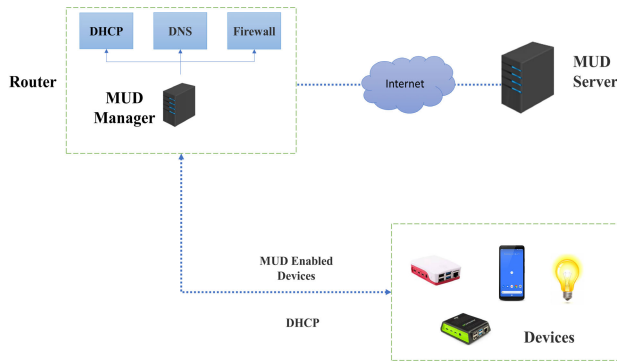 DHCP
DNS
Firewall
Router
MUD
Manager
Internet
MUD
Server
MUD Enabled
Devices
DHCP
Devices